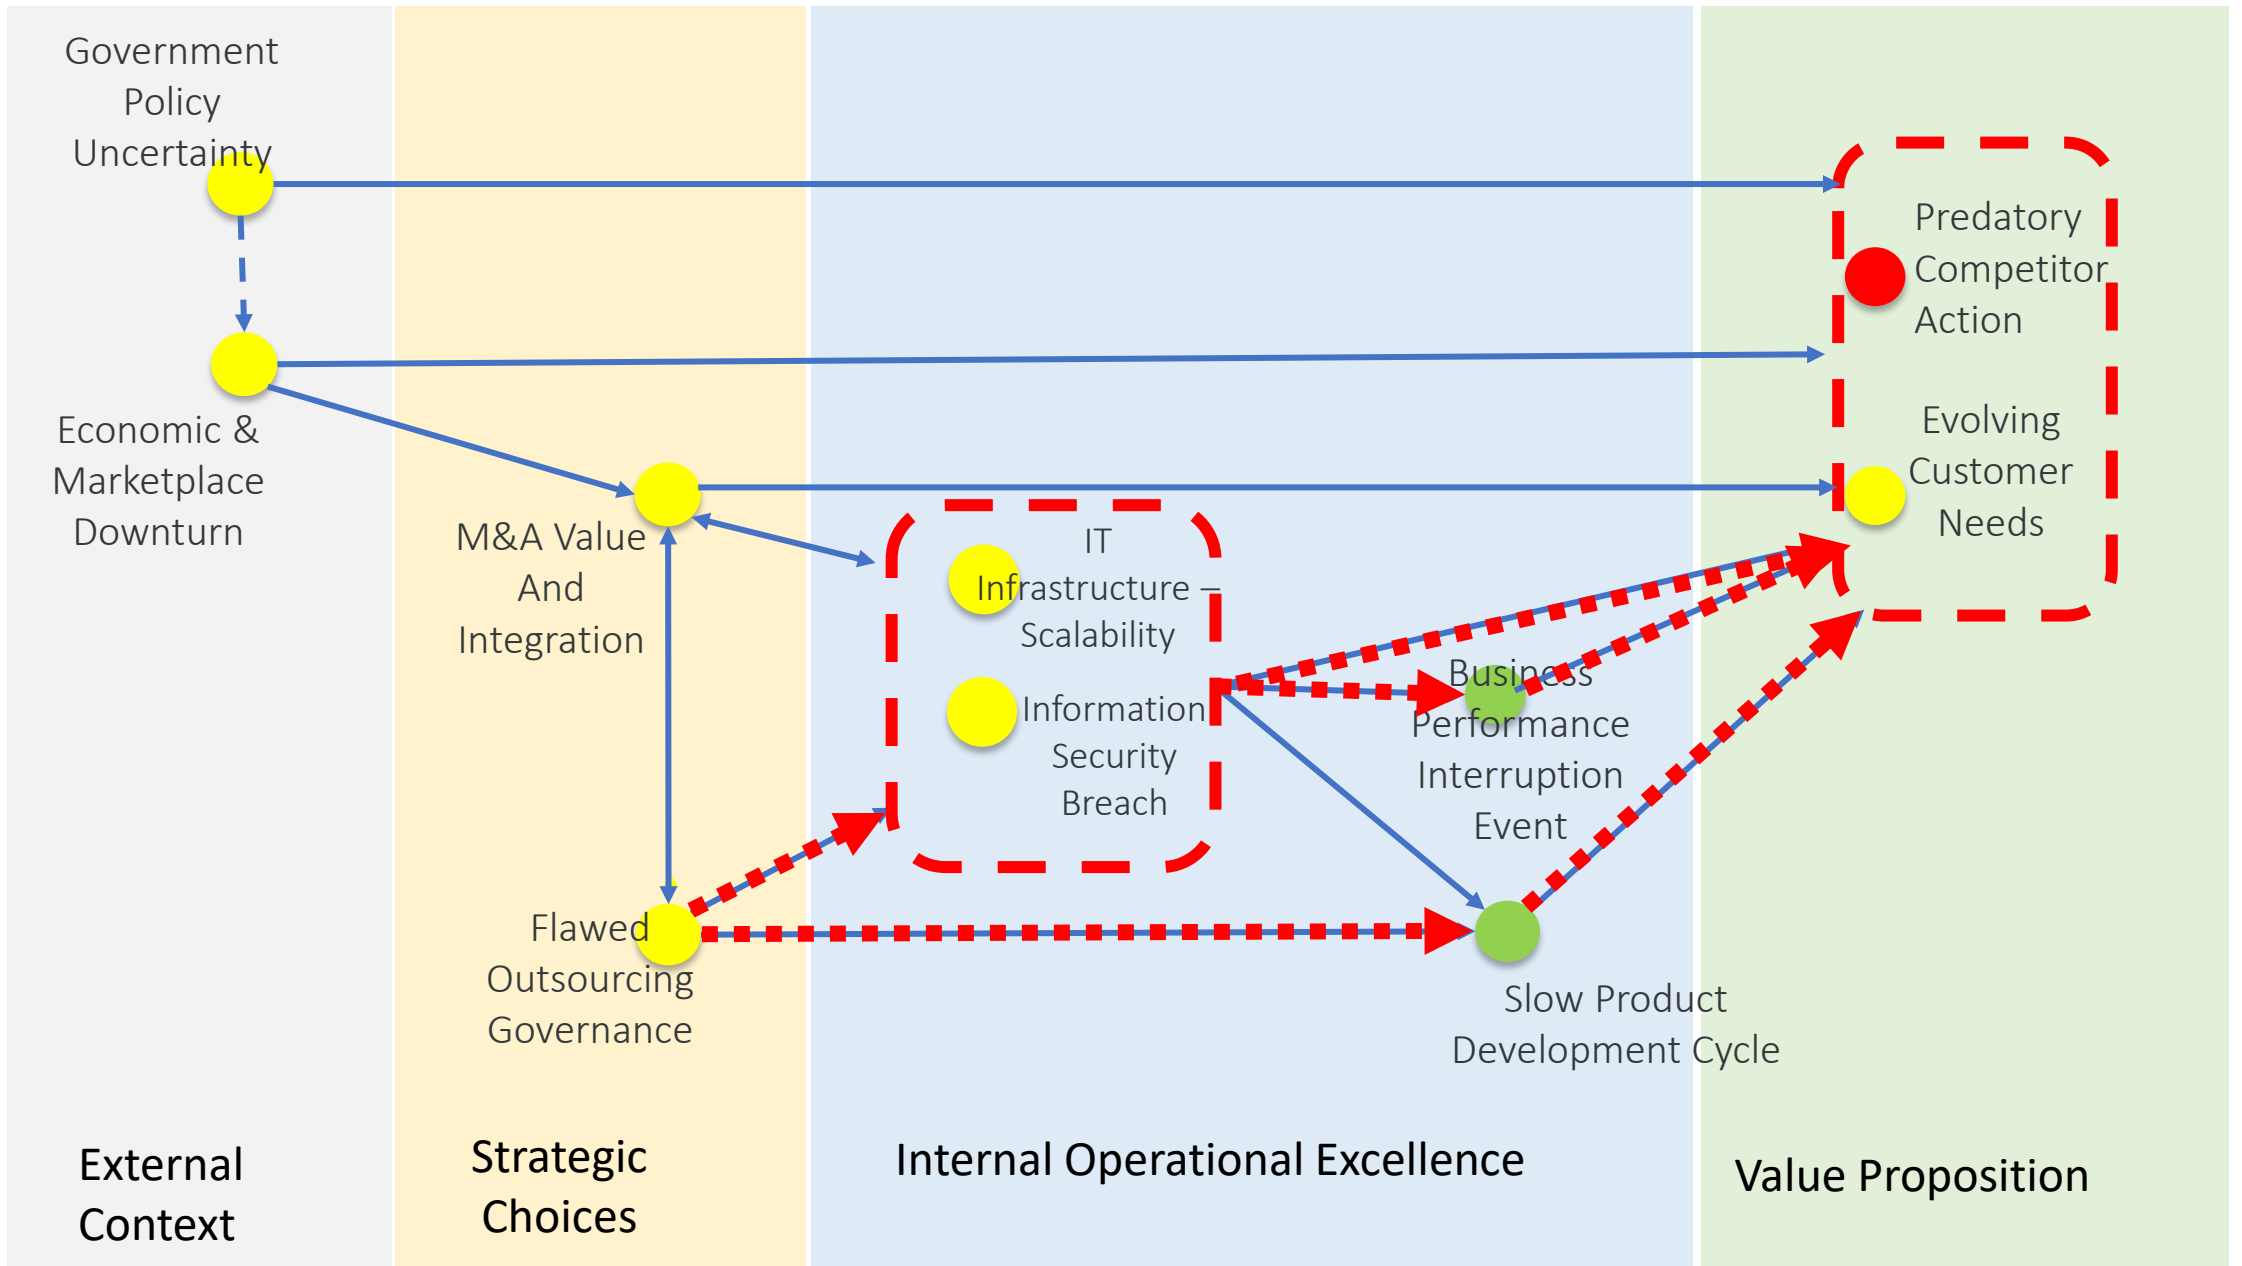 Government
Policy
Uncertainty
Economic &
Marketplace
Downturn
M&A Value
And
Integration
Flawed
Outsourcing
Governance
IT
Infrastructure –
Scalability
Information
Security
Breach
Business
Performance
Interruption
Event
Slow Product
Development Cycle
Predatory
Competitor
Action
Evolving
Customer
Needs
External
Context
Strategic
Choices
Internal Operational Excellence
Value Proposition